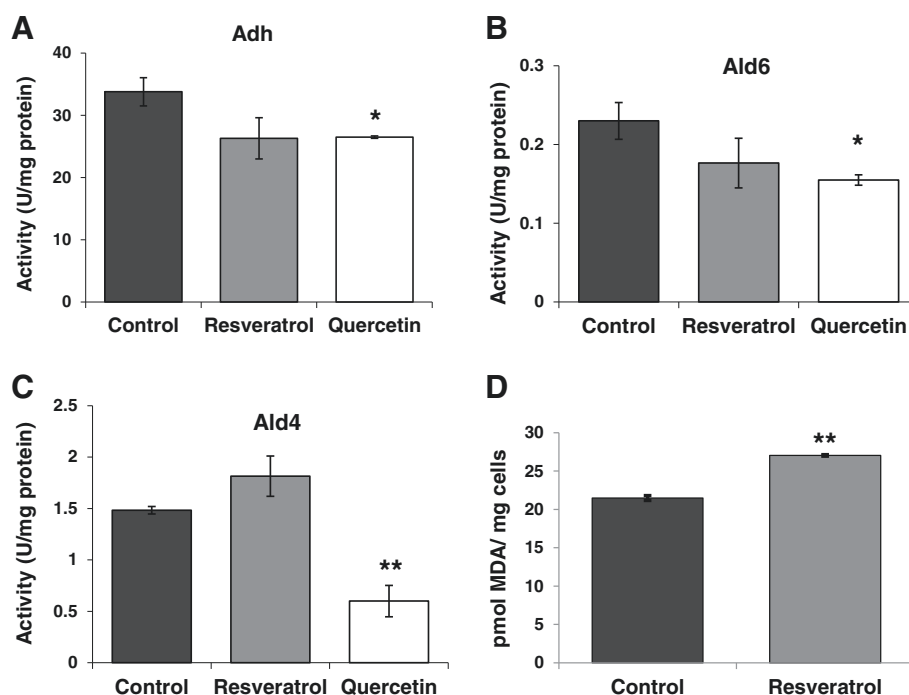 A
Adh
Activity (U/mg protein)
40
30
20
10
0
*
Control Resveratrol Quercetin
B
Ald6
Activity (U/mg protein)
0.3
0.2
0.1
0
*
Control Resveratrol Quercetin
C
Ald4
Activity (U/mg protein)
2.5
2
1.5
1
0.5
0
**
Control Resveratrol Quercetin
D
pmol MDA/ mg cells
30
25
20
15
10
5
0
**
Control Resveratrol